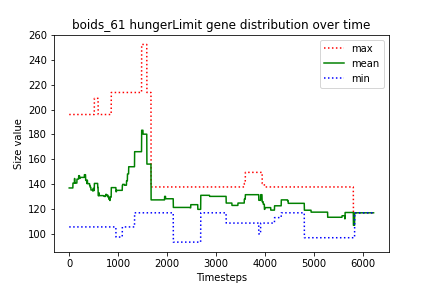 boids_61 hungerLimit gene distribution over time
max
mean
min
Size value
260
240
220
200
180
160
140
120
100
0 1000 2000 3000 4000 5000 6000
Timesteps